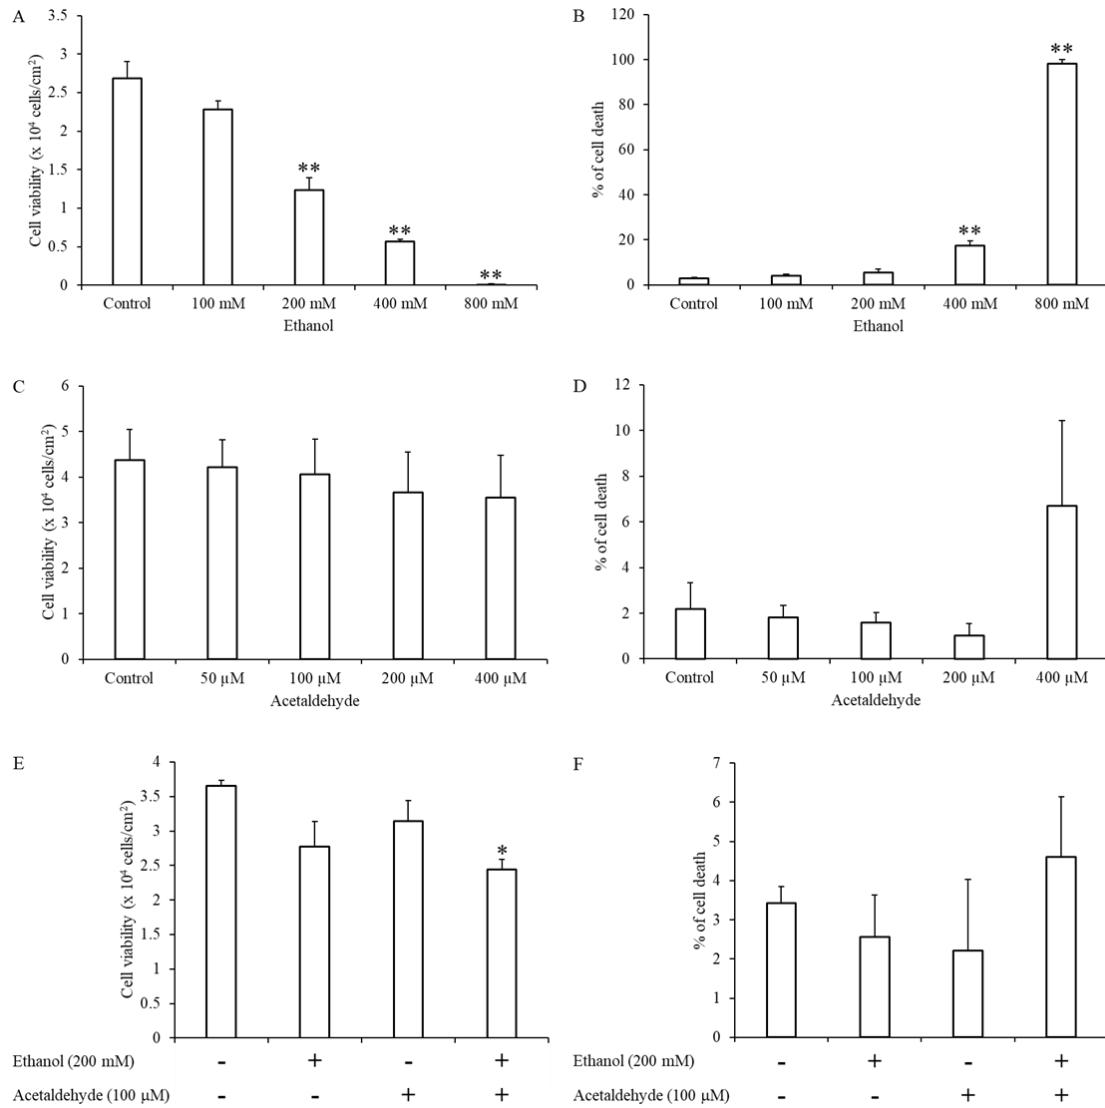 A
Cell viability (x 10⁴ cells/cm²)
3.5
3
2.5
2
1.5
1
0.5
0
**
**
**
Control 100 mM 200 mM 400 mM 800 mM
Ethanol
B
% of cell death
120
100
80
60
40
20
0
**
**
Control 100 mM 200 mM 400 mM 800 mM
Ethanol
C
Cell viability (x 10⁴ cells/cm²)
6
5
4
3
2
1
0
Control 50 µM 100 µM 200 µM 400 µM
Acetaldehyde
D
% of cell death
12
10
8
6
4
2
0
Control 50 µM 100 µM 200 µM 400 µM
Acetaldehyde
E
Cell viability (x 10⁴ cells/cm²)
4
3.5
3
2.5
2
1.5
1
0.5
0
*
Ethanol (200 mM) - + - +
Acetaldehyde (100 µM) - - + +
F
% of cell death
7
6
5
4
3
2
1
0
Ethanol (200 mM) - + - +
Acetaldehyde (100 µM) - - + +